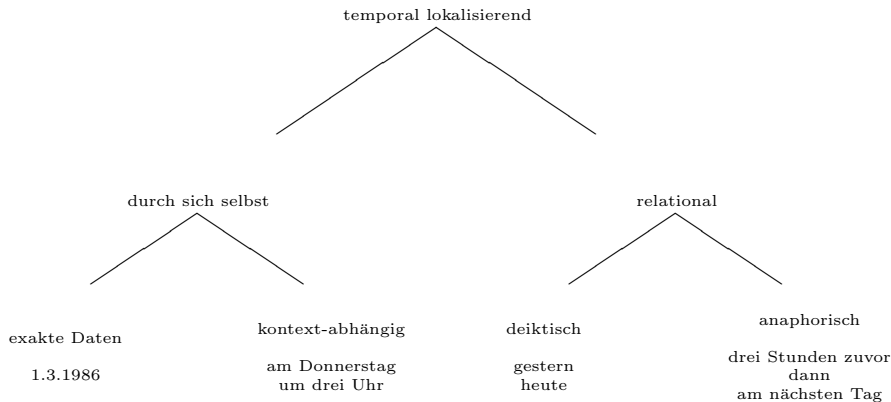 temporal lokalisierend
durch sich selbst
relational
exakte Daten
1.3.1986
kontext-abhängig
am Donnerstag
um drei Uhr
deiktisch
gestern
heute
anaphorisch
drei Stunden zuvor
dann
am nächsten Tag